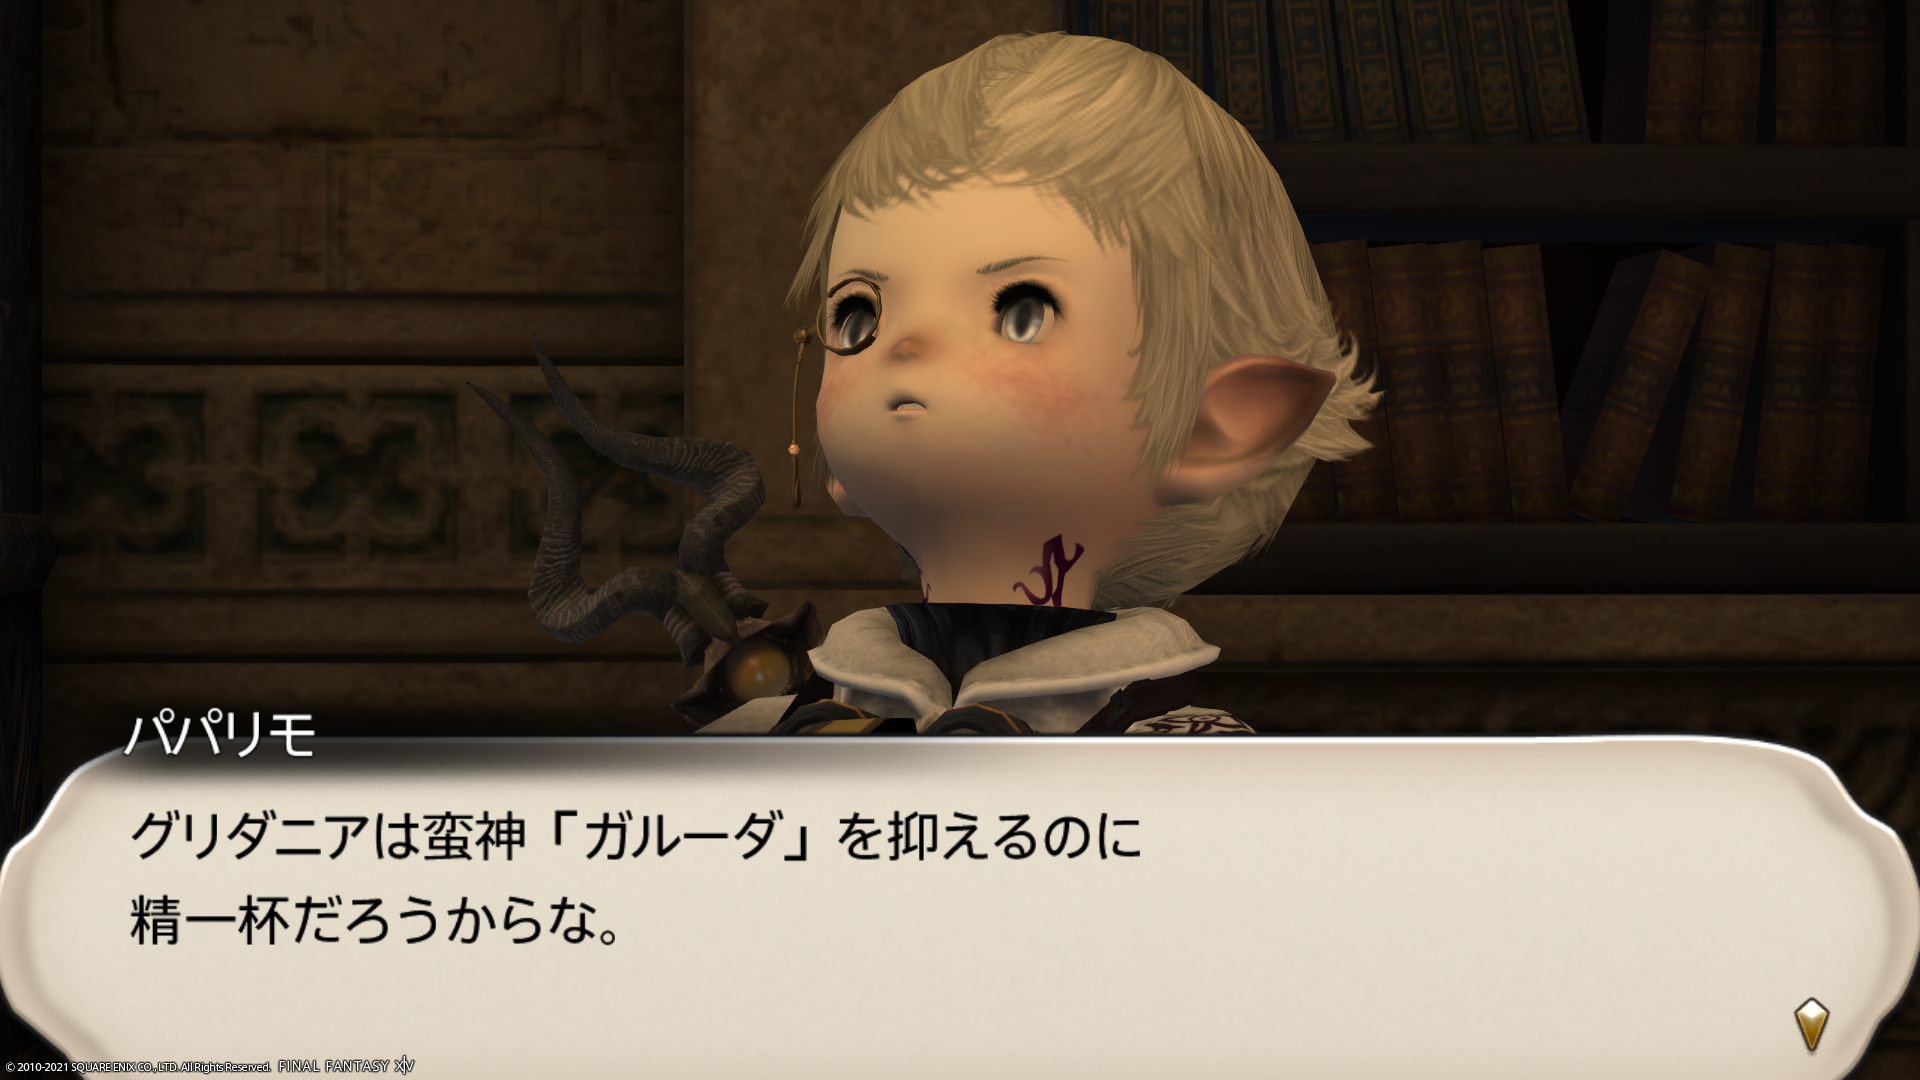 パパリモ
グリダニアは蛮神「ガルーダ」を抑えるのに
精一杯だろうからな。
© 2010-2021 SQUARE ENIX CO., LTD. All Rights Reserved. FINAL FANTASY XIV